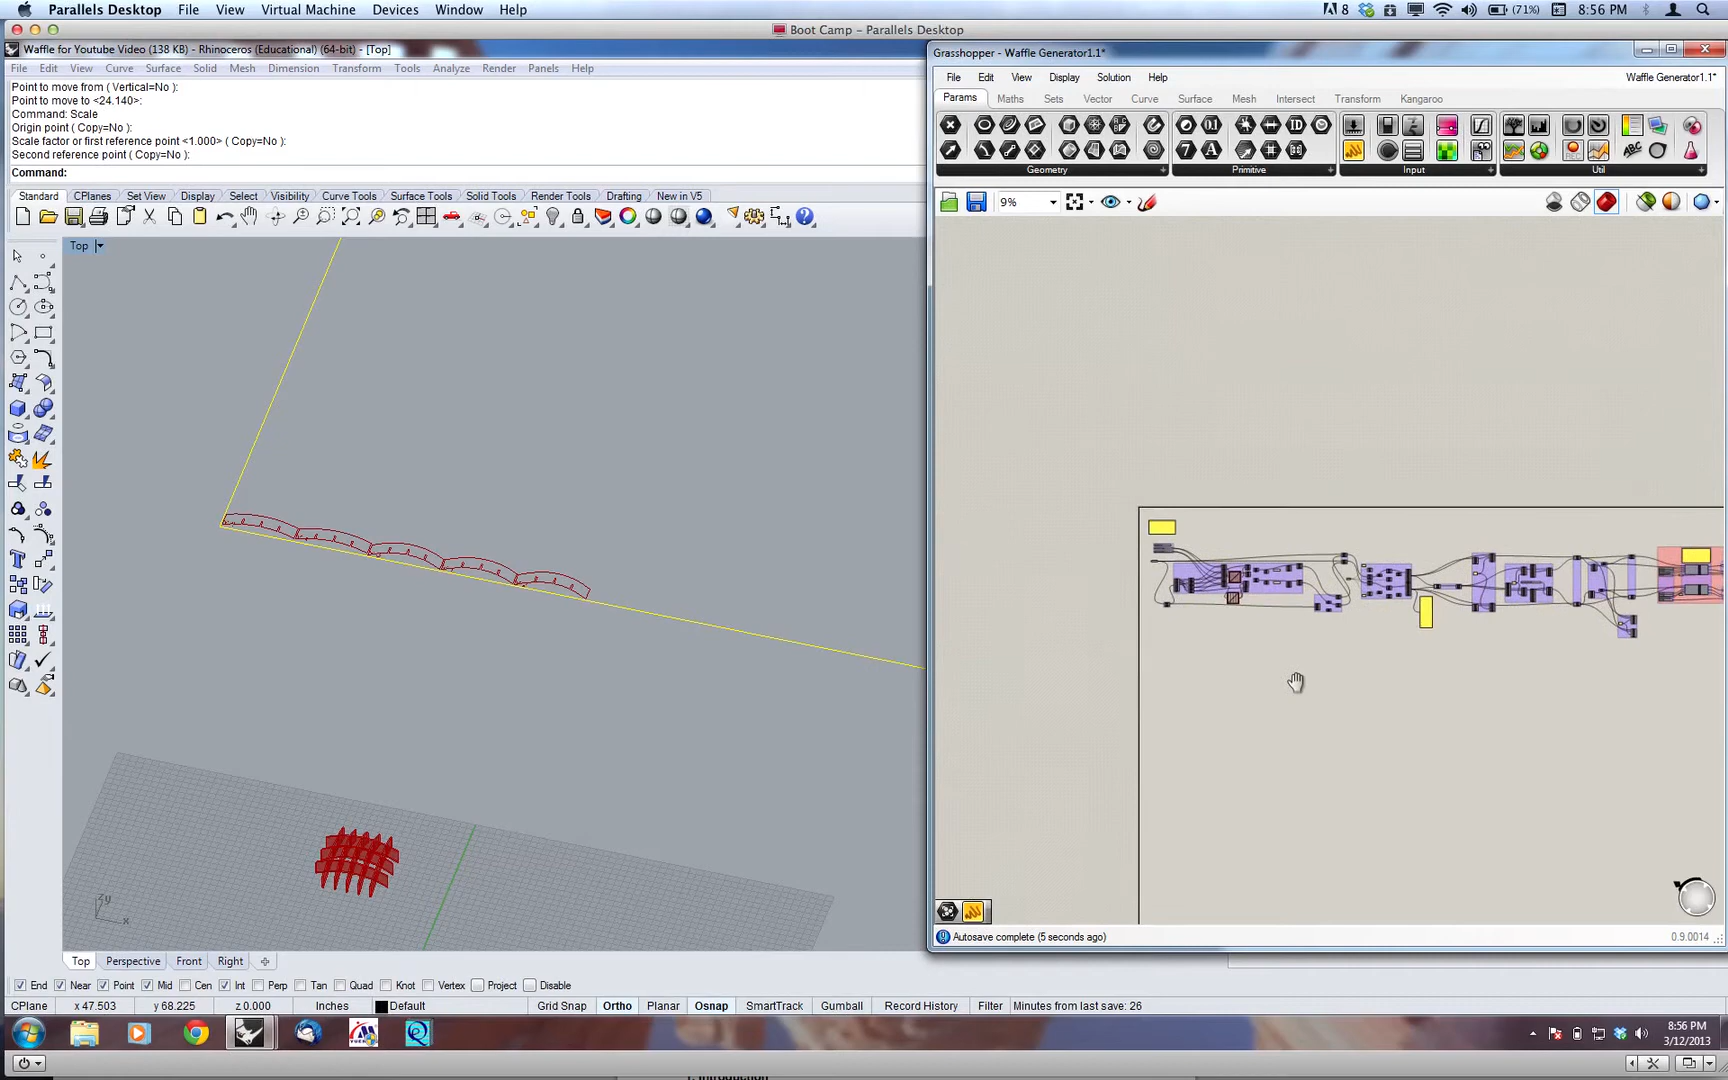 Parallels Desktop File View Virtual Machine Devices Window Help
8 (71%) 8:56 PM
Boot Camp - Parallels Desktop
Waffle for Youtube Video (138 KB) - Rhinoceros (Educational) (64-bit) - [Top]
File Edit View Curve Surface Solid Mesh Dimension Transform Tools Analyze Render Panels Help
Point to move from ( Vertical=No ):
Point to move to <24.140>:
Command: Scale
Origin point ( Copy=No ):
Scale factor or first reference point <1.000> ( Copy=No ):
Second reference point ( Copy=No ):
Command:
Standard CPlanes Set View Display Select Visibility Curve Tools Surface Tools Solid Tools Render Tools Drafting New in V5
Top
zy
x
Top Perspective Front Right
End Near Point Mid Cen Int Perp Tan Quad Knot Vertex Project Disable
CPlane x 47.503 y 68.225 z 0.000 Inches Default Grid Snap Ortho Planar Osnap SmartTrack Gumball Record History Filter Minutes from last save: 26
Grasshopper - Waffle Generator1.1*
File Edit View Display Solution Help Waffle Generator1.1*
Params Maths Sets Vector Curve Surface Mesh Intersect Transform Kangaroo
Geometry Primitive Input Util
9%
Autosave complete (5 seconds ago) 0.9.0014
8:56 PM
3/12/2013